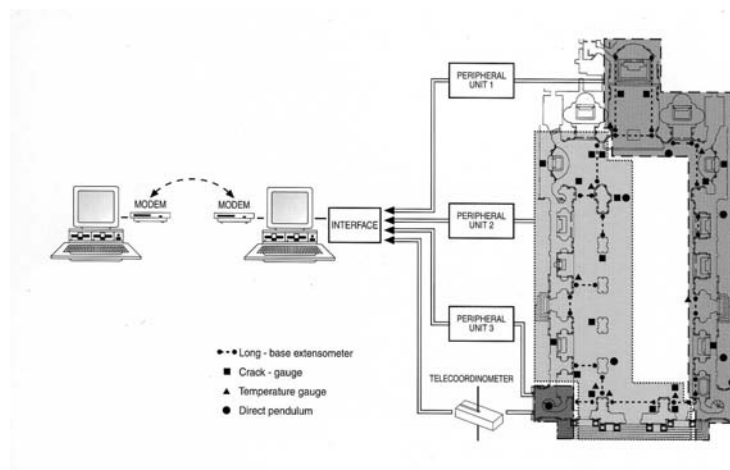 PERIPHERAL
UNIT 1
MODEM
MODEM
INTERFACE
PERIPHERAL
UNIT 2
PERIPHERAL
UNIT 3
Long - base extensometer
Crack - gauge
Temperature gauge
Direct pendulum
TELECOORDINOMETER